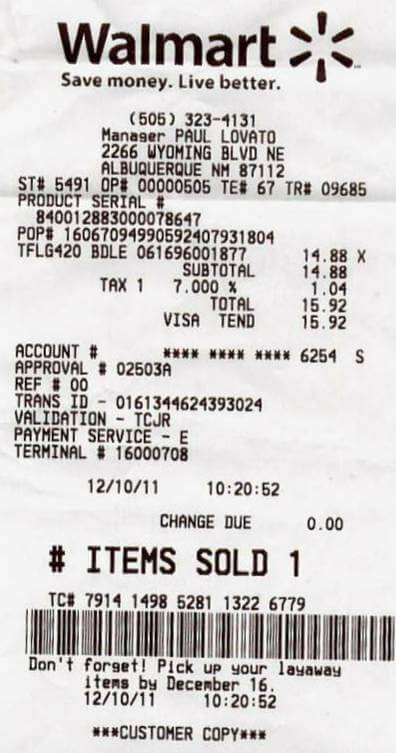 Walmart
Save money. Live better.
(505) 323-4131
Manager PAUL LOVATO
2266 WYOMING BLVD NE
ALBUQUERQUE NM 87112
ST# 5491 OP# 00000505 TE# 67 TR# 09685
PRODUCT SERIAL #
840012883000078647
POP# 16067094990592407931804
TFLG420 BDLE 061696001877 14.88 X
SUBTOTAL 14.88
TAX 1 7.000 % 1.04
TOTAL 15.92
VISA TEND 15.92
ACCOUNT # **** **** **** 6254 S
APPROVAL # 02503A
REF # 00
TRANS ID - 0161344624393024
VALIDATION - TCJR
PAYMENT SERVICE - E
TERMINAL # 16000708
12/10/11 10:20:52
CHANGE DUE 0.00
# ITEMS SOLD 1
TC# 7914 1498 5281 1322 6779
Don't forget! Pick up your layaway
items by December 16.
12/10/11 10:20:52
***CUSTOMER COPY***